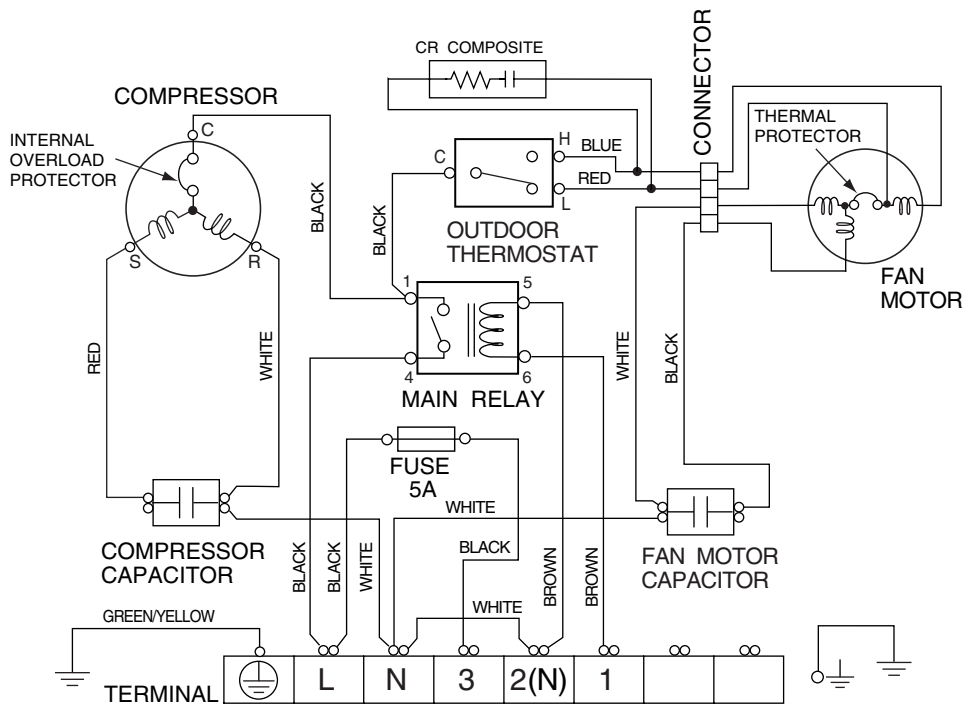 CR COMPOSITE
CONNECTOR
COMPRESSOR
C
INTERNAL
OVERLOAD
PROTECTOR
S
R
BLACK
BLACK
C
H
L
BLUE
RED
OUTDOOR
THERMOSTAT
THERMAL
PROTECTOR
FAN
MOTOR
1
5
4
6
MAIN RELAY
RED
WHITE
WHITE
BLACK
FUSE
5A
WHITE
BLACK
COMPRESSOR
CAPACITOR
FAN MOTOR
CAPACITOR
BLACK
BLACK
WHITE
BROWN
BROWN
WHITE
GREEN/YELLOW
TERMINAL
L
N
3
2(N)
1